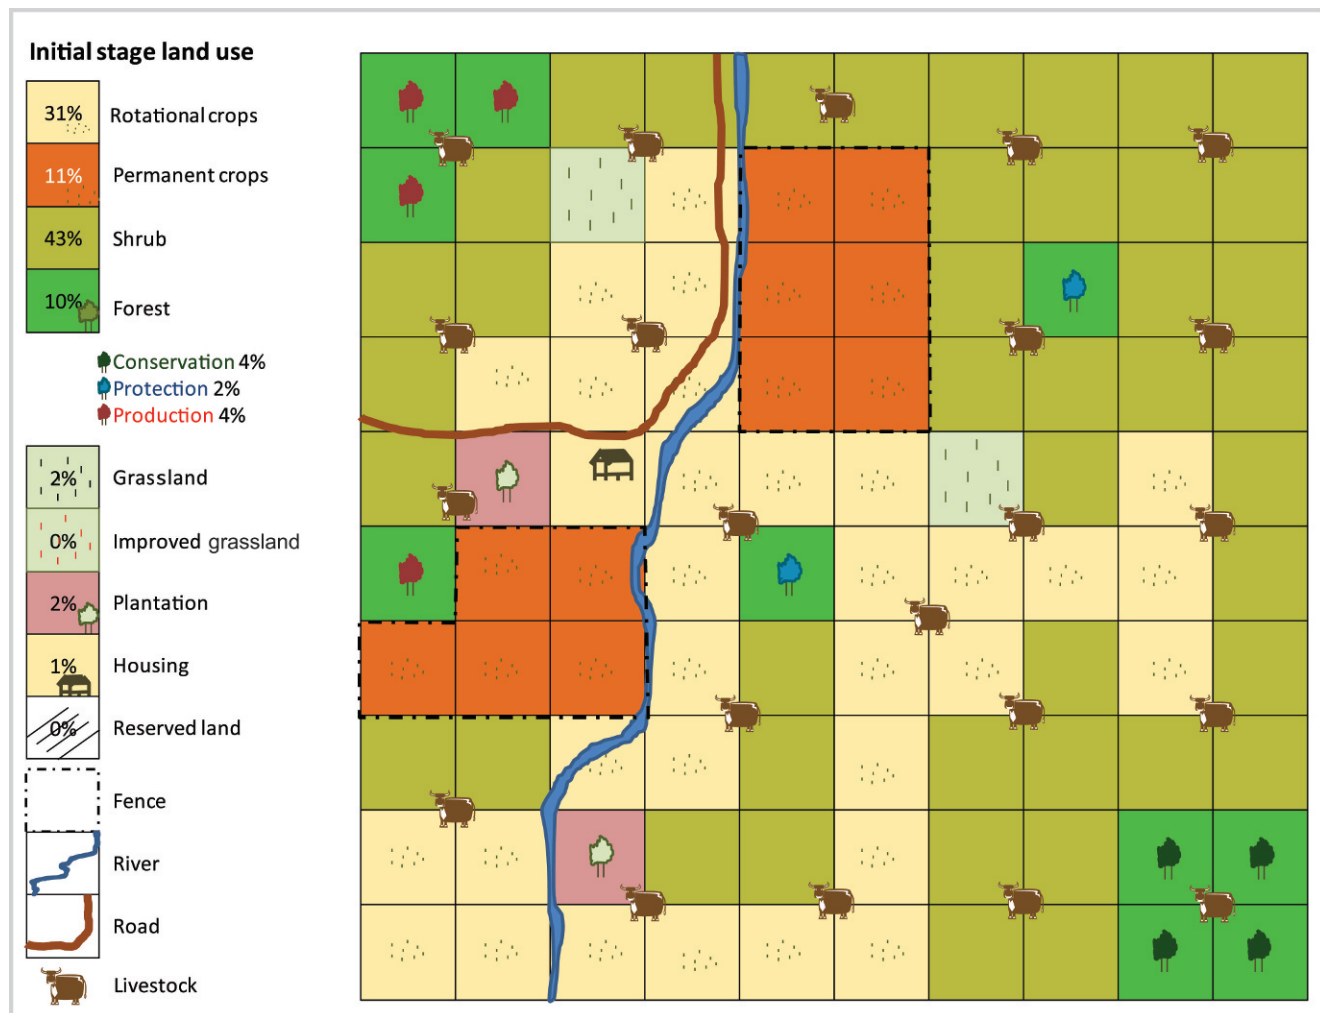 Initial stage land use
31% Rotational crops
11% Permanent crops
43% Shrub
10% Forest
Conservation 4%
Protection 2%
Production 4%
2% Grassland
0% Improved grassland
2% Plantation
1% Housing
0% Reserved land
Fence
River
Road
Livestock